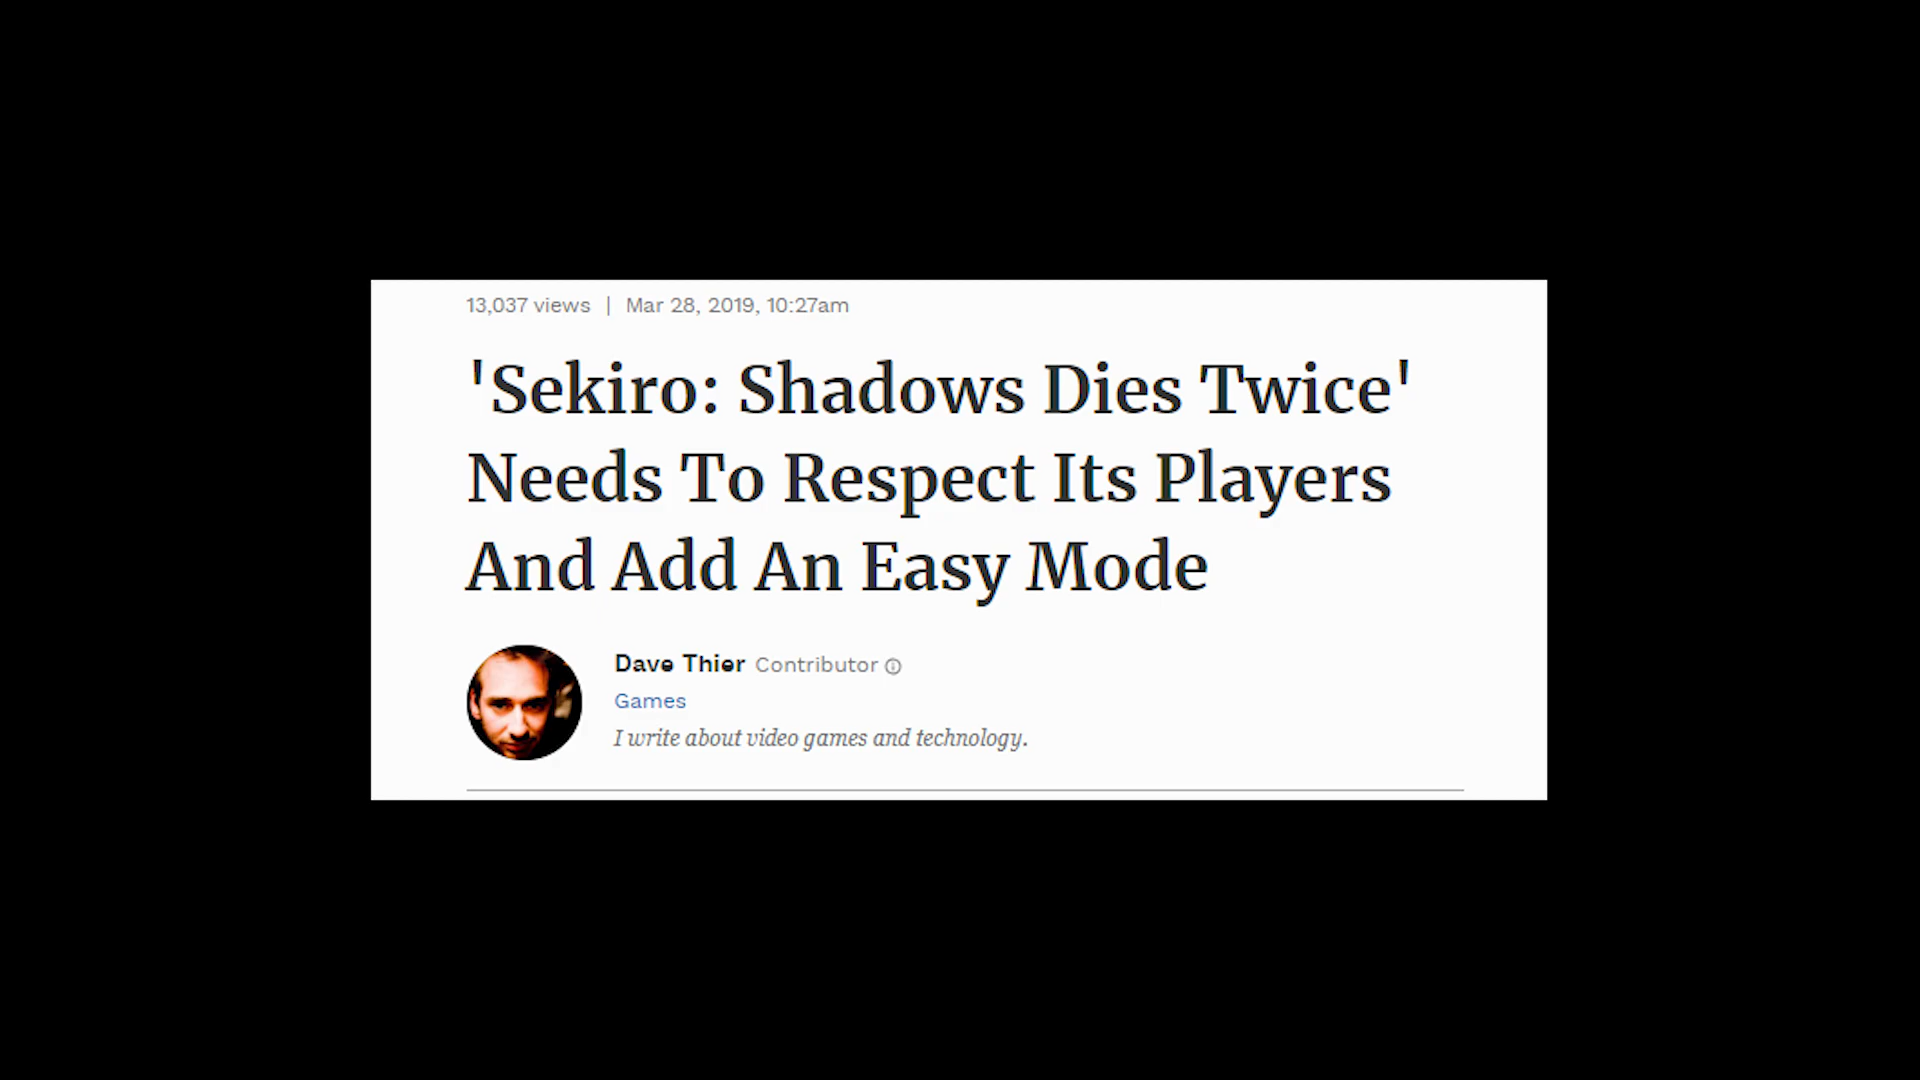 13,037 views | Mar 28, 2019, 10:27am
'Sekiro: Shadows Dies Twice'
Needs To Respect Its Players
And Add An Easy Mode
Dave Thier Contributor
Games
I write about video games and technology.